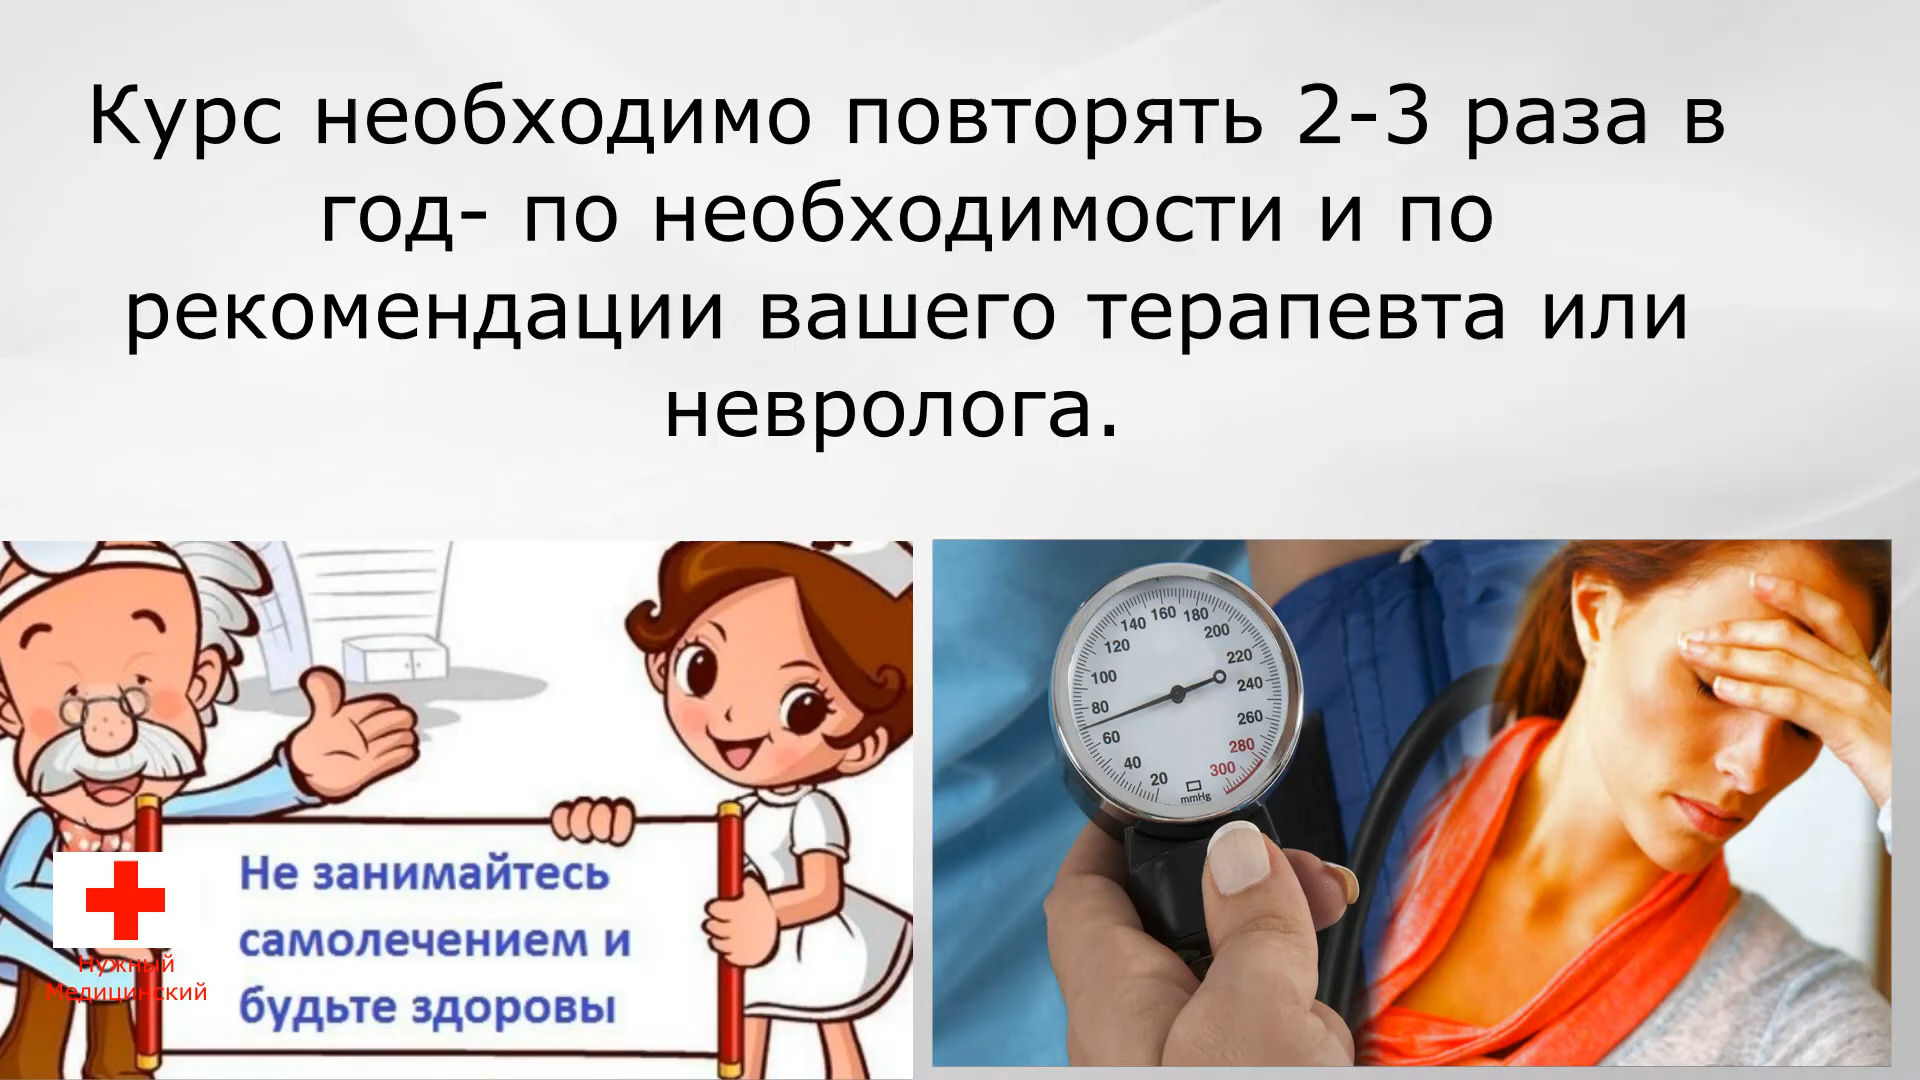 Курс необходимо повторять 2-3 раза в
год- по необходимости и по
рекомендации вашего терапевта или
невролога.
Не занимайтесь
самолечением и
будьте здоровы
Нужный
Медицинский
160
180
140
200
120
220
100
240
80
260
60
280
40
300
20
mmHg